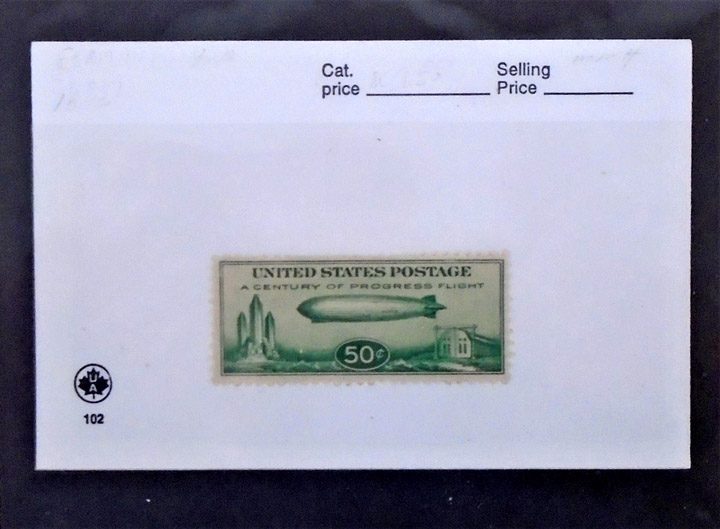 Cat.
price
Selling
Price
UNITED STATES POSTAGE
A CENTURY OF PROGRESS FLIGHT
50¢
U
A
102